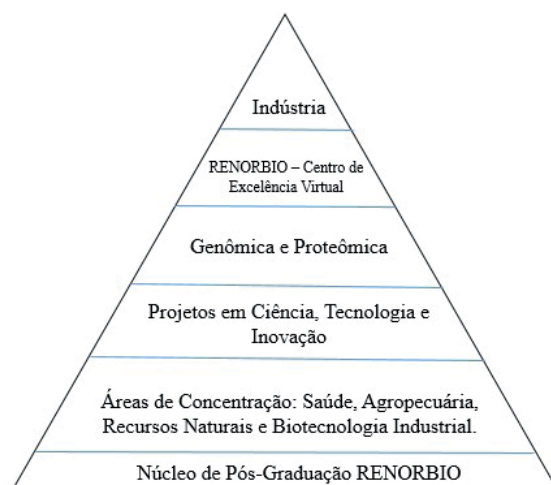 Indústria
RENORBIO – Centro de
Excelência Virtual
Genômica e Proteômica
Projetos em Ciência, Tecnologia e
Inovação
Áreas de Concentração: Saúde, Agropecuária,
Recursos Naturais e Biotecnologia Industrial.
Núcleo de Pós-Graduação RENORBIO